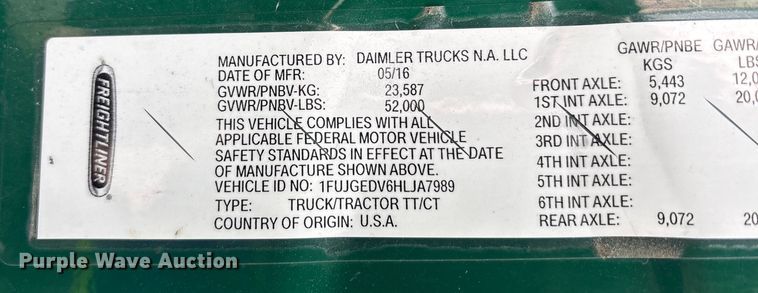 FREIGHTLINER
MANUFACTURED BY: DAIMLER TRUCKS N.A. LLC
DATE OF MFR: 05/16
GVWR/PNBV-KG: 23,587
GVWR/PNBV-LBS: 52,000
THIS VEHICLE COMPLIES WITH ALL
APPLICABLE FEDERAL MOTOR VEHICLE
SAFETY STANDARDS IN EFFECT AT THE DATE
OF MANUFACTURE SHOWN ABOVE.
VEHICLE ID NO: 1FUJGEDV6HLJA7989
TYPE: TRUCK/TRACTOR TT/CT
COUNTRY OF ORIGIN: U.S.A.
GAWR/PNBE GAWR/
KGS LB
FRONT AXLE: 5,443 12,0
1ST INT AXLE: 9,072 20,
2ND INT AXLE:
3RD INT AXLE:
4TH INT AXLE:
5TH INT AXLE:
6TH INT AXLE:
REAR AXLE: 9,072 20
Purple Wave Auction